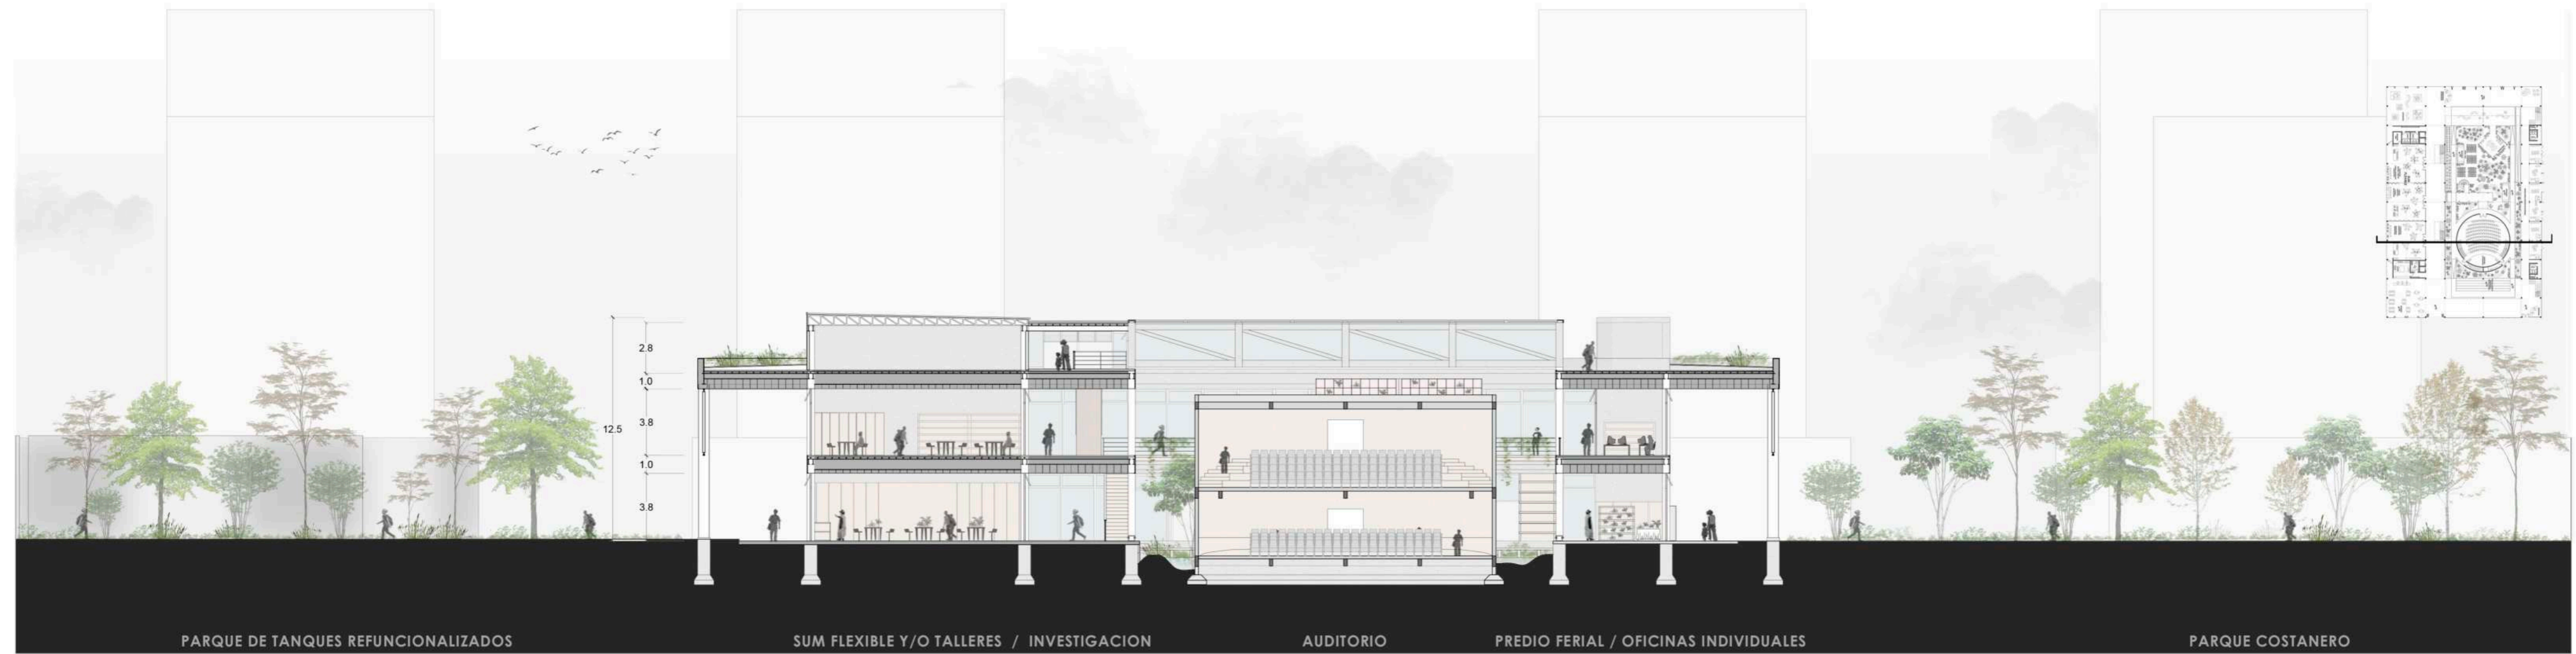 2.8
1.0
3.8
12.5
1.0
3.8
PARQUE DE TANQUES REFUNCIONALIZADOS
SUM FLEXIBLE Y/O TALLERES / INVESTIGACION
AUDITORIO
PREDIO FERIAL / OFICINAS INDIVIDUALES
PARQUE COSTANERO